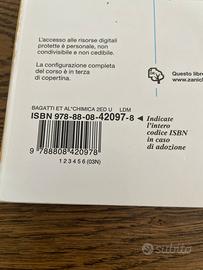 L'accesso alle risorse digitali
protette è personale, non
condivisibile e non cedibile.
La configurazione completa
del corso è in terza
di copertina.
Questo libre
www.zanich
BAGATTI ET AL*CHIMICA 2ED U LDM
ISBN 978-88-08-42097-8
Indicate
l'intero
codice ISBN
in caso
di adozione
9 788808 420978
1 2 3 4 5 6 (03N)
Subito